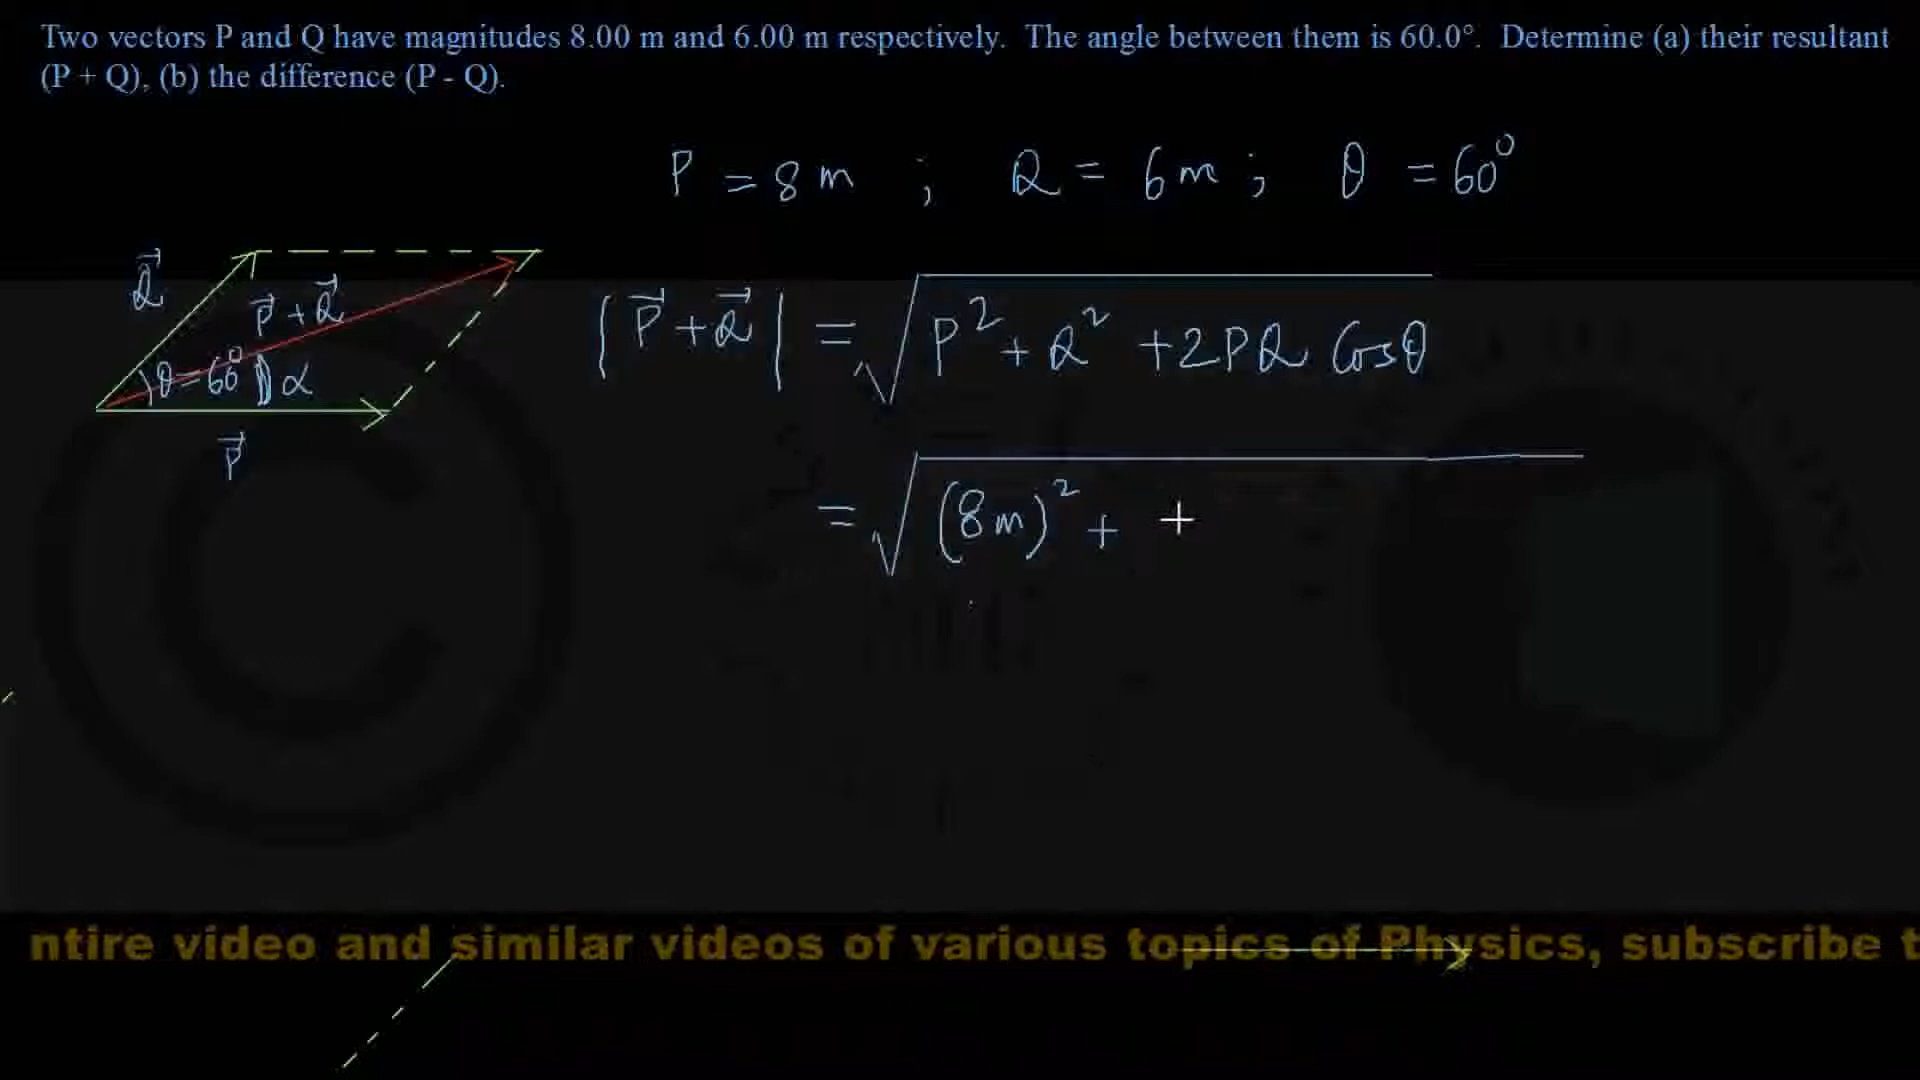 Two vectors P and Q have magnitudes 8.00 m and 6.00 m respectively. The angle between them is 60.0°. Determine (a) their resultant
(P + Q), (b) the difference (P - Q).
P = 8 m ; Q = 6 m ; θ = 60⁰
Q⃗
P⃗ + Q⃗
θ = 60⁰ α
P⃗
|P⃗ + Q⃗| = √(P² + Q² + 2PQ Cosθ)
= √((8m)² +
ntire video and similar videos of various topics of Physics, subscribe t